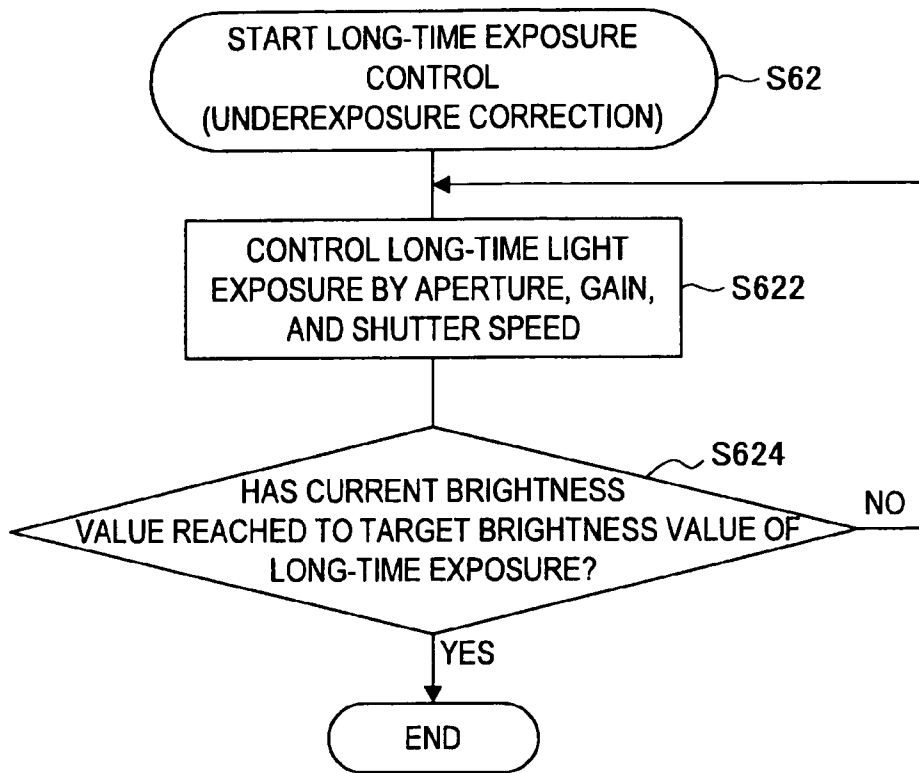 START LONG-TIME EXPOSURE
CONTROL
(UNDEREXPOSURE CORRECTION)
S62
CONTROL LONG-TIME LIGHT
EXPOSURE BY APERTURE, GAIN,
AND SHUTTER SPEED
S622
S624
HAS CURRENT BRIGHTNESS
VALUE REACHED TO TARGET BRIGHTNESS VALUE OF
LONG-TIME EXPOSURE?
NO
YES
END